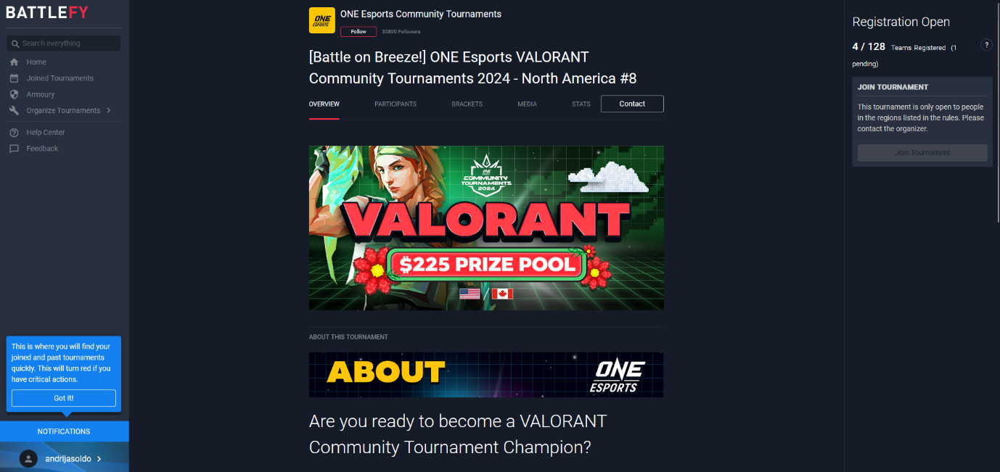 BATTLEFY
Search everything
Home
Joined Tournaments
Armoury
Organize Tournaments
Help Center
Feedback
This is where you will find your
joined and past tournaments
quickly. This will turn red if you
have critical actions.
Got It!
NOTIFICATIONS
andrijasoldo
ONE
ESPORTS
ONE Esports Community Tournaments
Follow
30890 Followers
[Battle on Breeze!] ONE Esports VALORANT
Community Tournaments 2024 - North America #8
OVERVIEW
PARTICIPANTS
BRACKETS
MEDIA
STATS
Contact
ONE
ESPORTS
COMMUNITY
TOURNAMENTS
2024
VALORANT
$225 PRIZE POOL
/
ABOUT THIS TOURNAMENT
ABOUT
ONE
ESPORTS
Are you ready to become a VALORANT
Community Tournament Champion?
Registration Open
4 / 128 Teams Registered (1
pending)
?
JOIN TOURNAMENT
This tournament is only open to people
in the regions listed in the rules. Please
contact the organizer.
Join Tournament